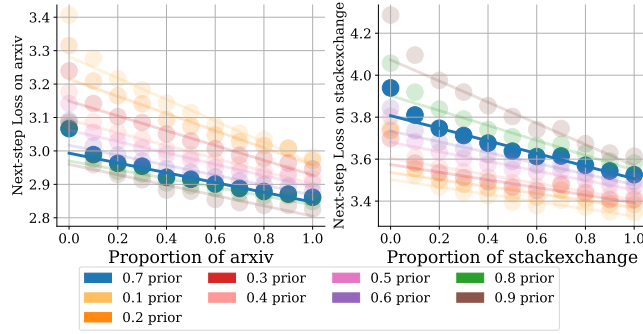 Next-step Loss on arxiv
3.4
3.3
3.2
3.1
3.0
2.9
2.8
0.0 0.2 0.4 0.6 0.8 1.0
Proportion of arxiv
Next-step Loss on stackexchange
4.2
4.0
3.8
3.6
3.4
0.0 0.2 0.4 0.6 0.8 1.0
Proportion of stackexchange
0.7 prior 0.3 prior 0.5 prior 0.8 prior
0.1 prior 0.4 prior 0.6 prior 0.9 prior
0.2 prior